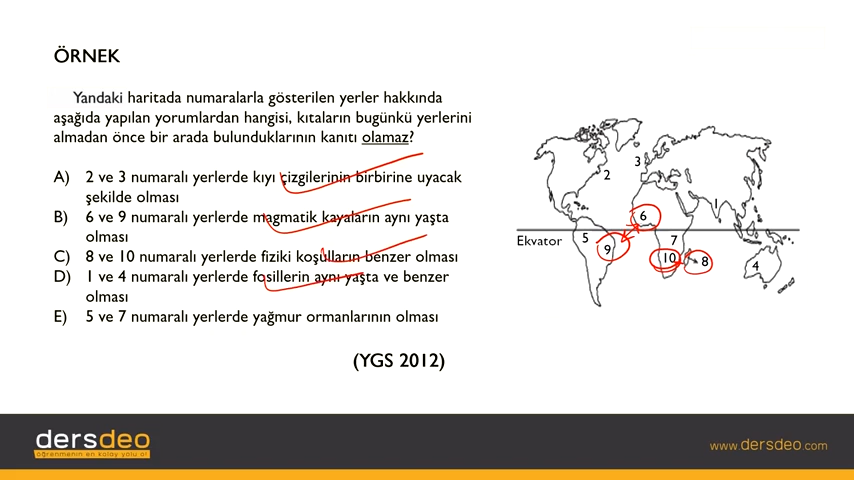 ÖRNEK
Yandaki haritada numaralarla gösterilen yerler hakkında
aşağıda yapılan yorumlardan hangisi, kıtaların bugünkü yerlerini
almadan önce bir arada bulunduklarının kanıtı olamaz?
A) 2 ve 3 numaralı yerlerde kıyı çizgilerinin birbirine uyacak
şekilde olması
B) 6 ve 9 numaralı yerlerde magmatik kayaların aynı yaşta
olması
C) 8 ve 10 numaralı yerlerde fiziki koşulların benzer olması
D) 1 ve 4 numaralı yerlerde fosillerin aynı yaşta ve benzer
olması
E) 5 ve 7 numaralı yerlerde yağmur ormanlarının olması
(YGS 2012)
3
2
1
6
Ekvator
5
7
9
10
8
4
dersdeo
öğrenmenin en kolay yolu o!
www.dersdeo.com